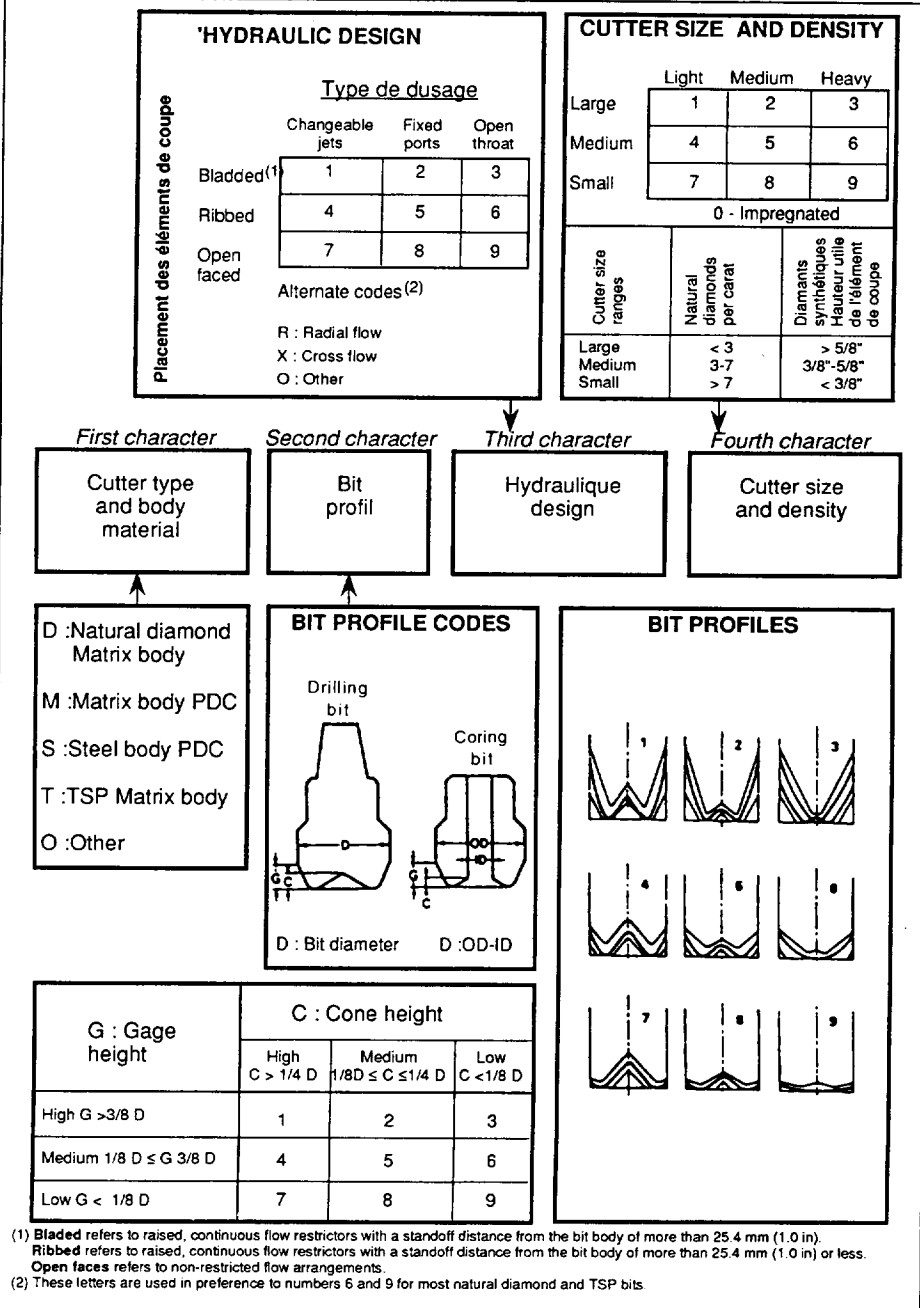 'HYDRAULIC DESIGN
Placement des éléments de coupe
Type de dusage
Changeable jets Fixed ports Open throat
Bladded(1) 1 2 3
Ribbed 4 5 6
Open faced 7 8 9
Alternate codes(2)
R : Radial flow
X : Cross flow
O : Other
CUTTER SIZE AND DENSITY
Light Medium Heavy
Large 1 2 3
Medium 4 5 6
Small 7 8 9
0 - Impregnated
Cutter size ranges
Natural diamonds per carat
Diamants synthétiques Hauteur utile de l'élément de coupe
Large < 3 > 5/8"
Medium 3-7 3/8"-5/8"
Small > 7 < 3/8"
First character Second character Third character Fourth character
Cutter type
and body
material
Bit
profil
Hydraulique
design
Cutter size
and density
D :Natural diamond
Matrix body
M :Matrix body PDC
S :Steel body PDC
T :TSP Matrix body
O :Other
BIT PROFILE CODES
Drilling
bit
Coring
bit
D
G
C
OD
ID
G
C
D : Bit diameter D :OD-ID
BIT PROFILES
1 2 3
4 5 6
7 8 9
G : Gage
height
C : Cone height
High Medium Low
C > 1/4 D 1/8D ≤ C ≤1/4 D C <1/8 D
High G >3/8 D 1 2 3
Medium 1/8 D ≤ G 3/8 D 4 5 6
Low G < 1/8 D 7 8 9
(1) Bladed refers to raised, continuous flow restrictors with a standoff distance from the bit body of more than 25.4 mm (1.0 in).
Ribbed refers to raised, continuous flow restrictors with a standoff distance from the bit body of more than 25.4 mm (1.0 in) or less.
Open faces refers to non-restricted flow arrangements.
(2) These letters are used in preference to numbers 6 and 9 for most natural diamond and TSP bits.